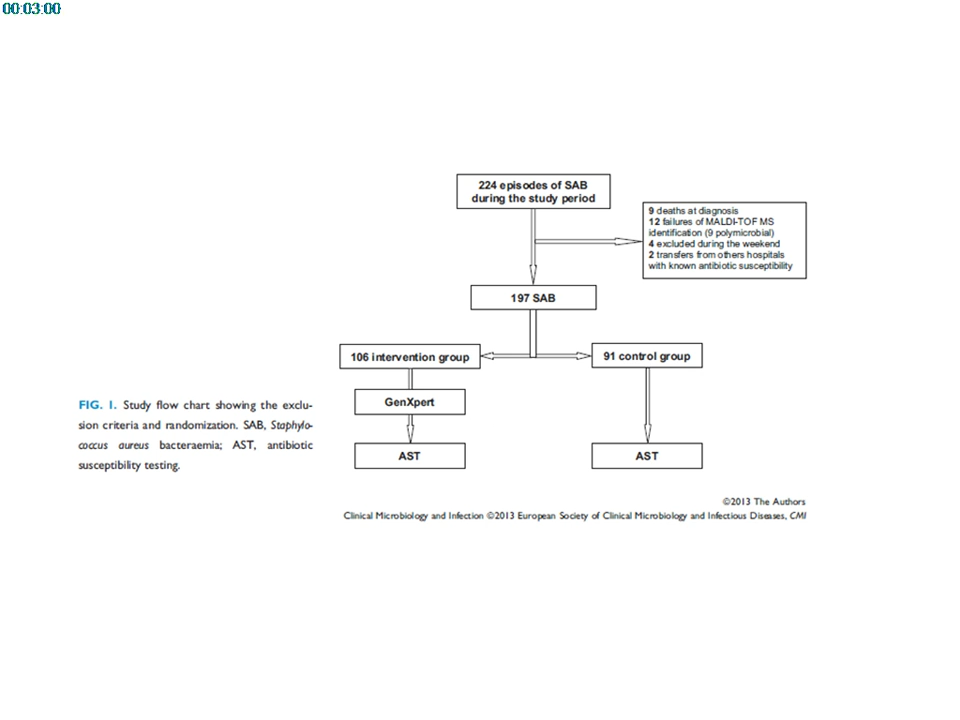 00:03:00
224 episodes of SAB
during the study period
9 deaths at diagnosis
12 failures of MALDI-TOF MS
identification (9 polymicrobial)
4 excluded during the weekend
2 transfers from others hospitals
with known antibiotic susceptibility
197 SAB
106 intervention group
91 control group
GenXpert
AST
AST
FIG. 1. Study flow chart showing the exclu-
sion criteria and randomization. SAB, Staphylo-
coccus aureus bacteraemia; AST, antibiotic
susceptibility testing.
©2013 The Authors
Clinical Microbiology and Infection ©2013 European Society of Clinical Microbiology and Infectious Diseases, CMI